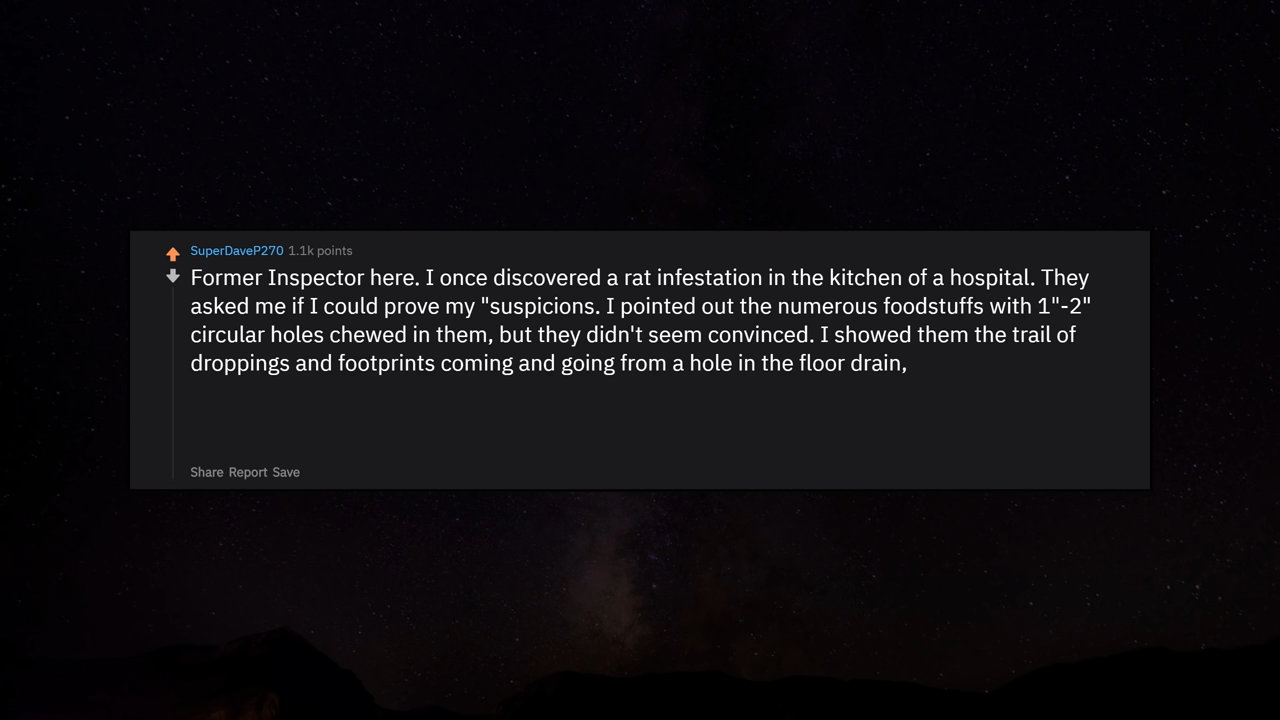 SuperDaveP270 1.1k points
Former Inspector here. I once discovered a rat infestation in the kitchen of a hospital. They
asked me if I could prove my "suspicions. I pointed out the numerous foodstuffs with 1"-2"
circular holes chewed in them, but they didn't seem convinced. I showed them the trail of
droppings and footprints coming and going from a hole in the floor drain,
Share Report Save